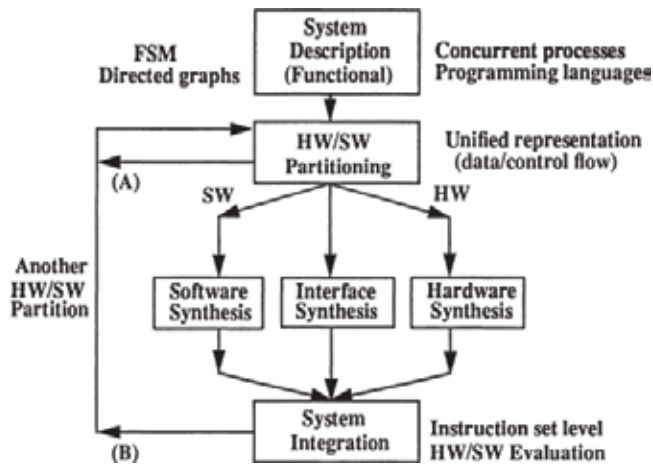 System
Description
(Functional)
FSM
Directed graphs
Concurrent processes
Programming languages
HW/SW
Partitioning
Unified representation
(data/control flow)
(A)
SW
HW
Another
HW/SW
Partition
Software
Synthesis
Interface
Synthesis
Hardware
Synthesis
System
Integration
(B)
Instruction set level
HW/SW Evaluation